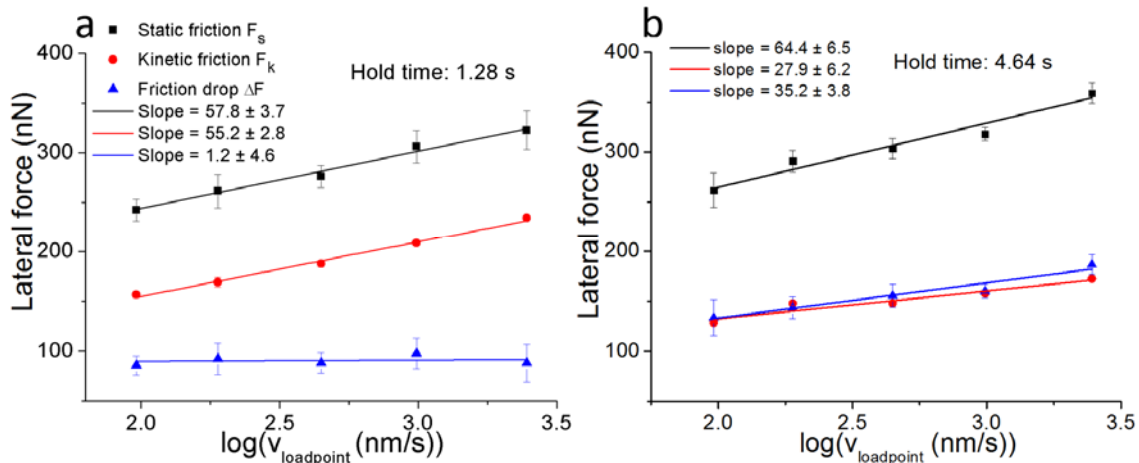 a
Static friction F_s
Kinetic friction F_k
Friction drop ΔF
Slope = 57.8 ± 3.7
Slope = 55.2 ± 2.8
Slope = 1.2 ± 4.6
Hold time: 1.28 s
Lateral force (nN)
400
300
200
100
2.0 2.5 3.0 3.5
log(v_loadpoint (nm/s))
b
slope = 64.4 ± 6.5
slope = 27.9 ± 6.2
slope = 35.2 ± 3.8
Hold time: 4.64 s
Lateral force (nN)
400
300
200
100
2.0 2.5 3.0 3.5
log(v_loadpoint (nm/s))